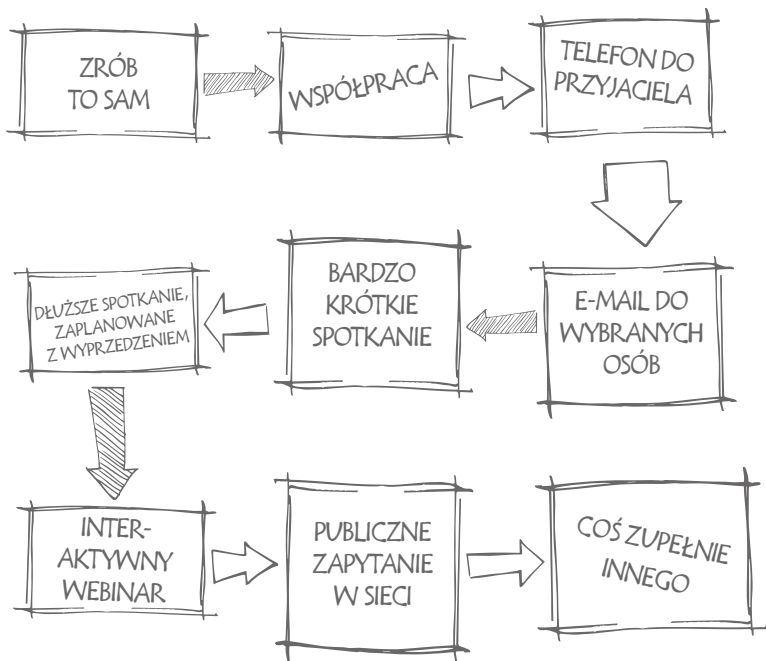 ZRÓB
TO SAM
WSPÓŁPRACA
TELEFON DO
PRZYJACIELA
E-MAIL DO
WYBRANYCH
OSÓB
BARDZO
KRÓTKIE
SPOTKANIE
DŁUŻSZE SPOTKANIE,
ZAPLANOWANE
Z WYPRZEDZENIEM
INTER-
AKTYWNY
WEBINAR
PUBLICZNE
ZAPYTANIE
W SIECI
COŚ ZUPEŁNIE
INNEGO